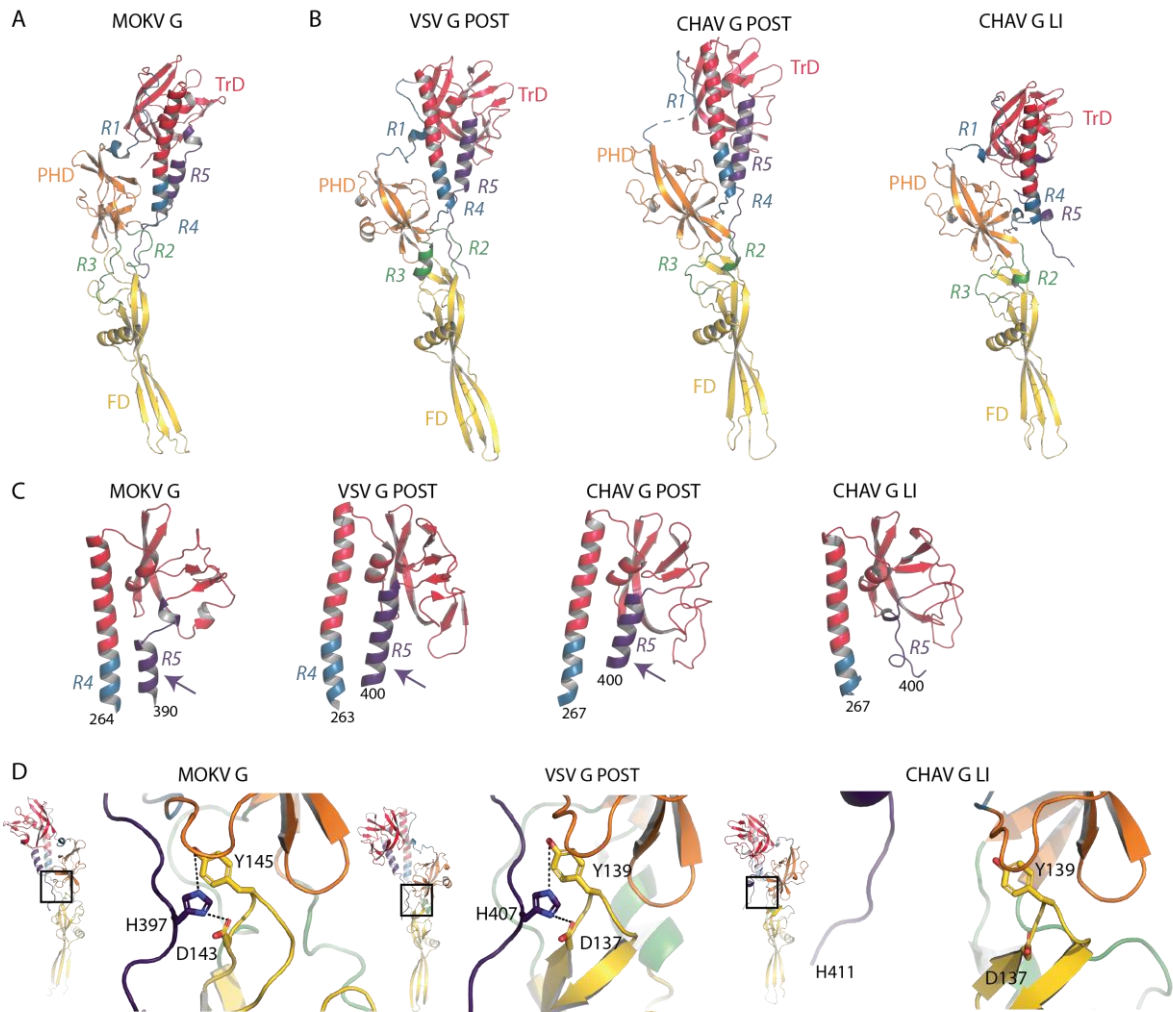 A MOKV G B VSV G POST CHAV G POST CHAV G LI
TrD TrD TrD TrD
R1 R1 R1 R1
PHD PHD PHD PHD
R5 R5 R5 R5
R4 R4 R4 R4
R3 R2 R3 R2 R3 R2 R3 R2
FD FD FD FD
C MOKV G VSV G POST CHAV G POST CHAV G LI
R4 R5 R4 R5 R5 R5
264 390 263 400 267 400 267 400
D MOKV G VSV G POST CHAV G LI
Y145 Y139 Y139
H397 H407
D143 D137 H411 D137